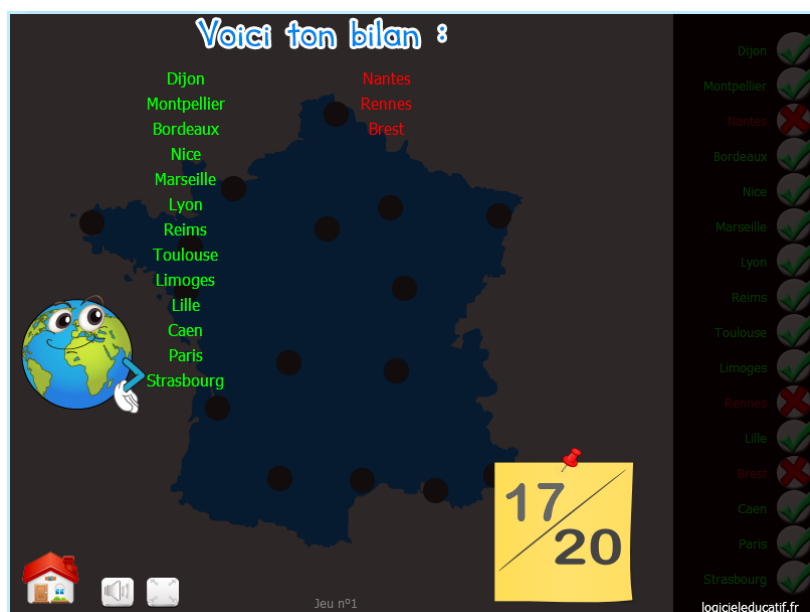 Voici ton bilan :
Dijon
Montpellier
Bordeaux
Nice
Marseille
Lyon
Reims
Toulouse
Limoges
Lille
Caen
Paris
Strasbourg
Nantes
Rennes
Brest
17
20
Jeu n°1
Dijon
Montpellier
Nantes
Bordeaux
Nice
Marseille
Lyon
Reims
Toulouse
Limoges
Rennes
Lille
Brest
Caen
Paris
Strasbourg
logicieleducatif.fr